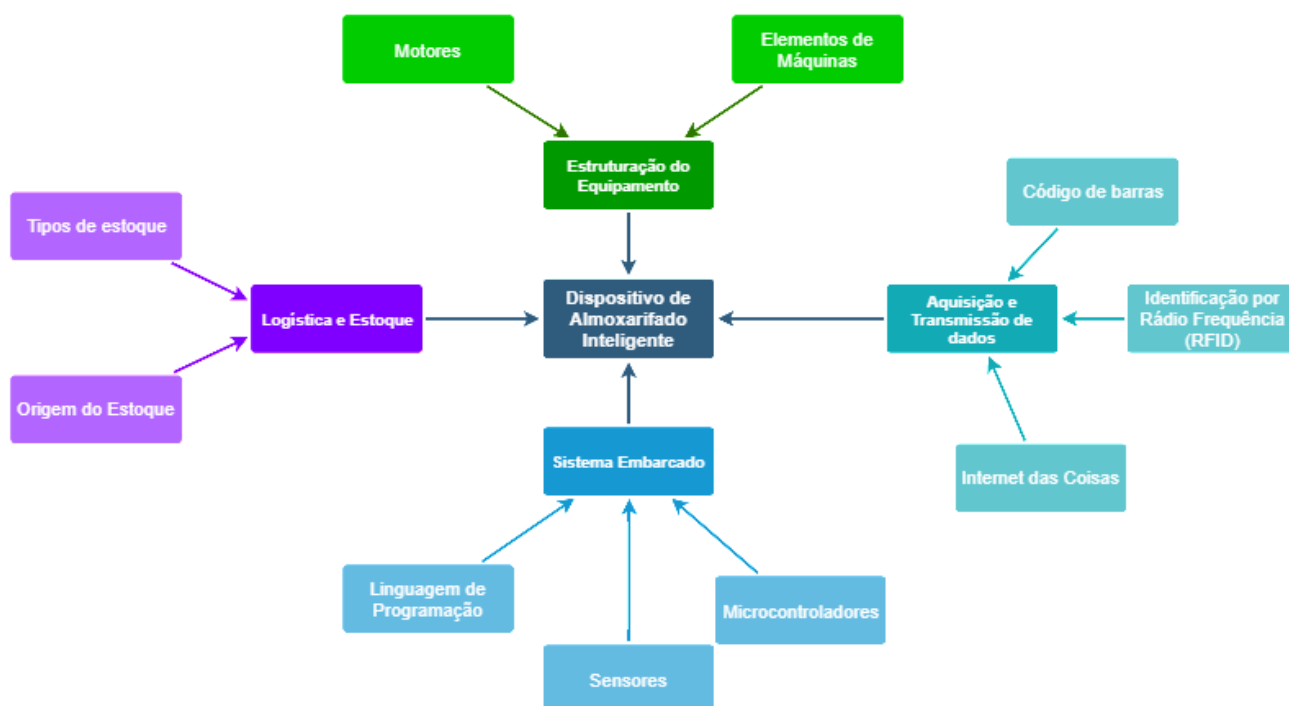 Motores
Elementos de
Máquinas
Estruturação do
Equipamento
Código de barras
Tipos de estoque
Logística e Estoque
Dispositivo de
Almoxarifado
Inteligente
Aquisição e
Transmissão de
dados
Identificação por
Rádio Frequência
(RFID)
Origem do Estoque
Sistema Embarcado
Internet das Coisas
Linguagem de
Programação
Microcontroladores
Sensores